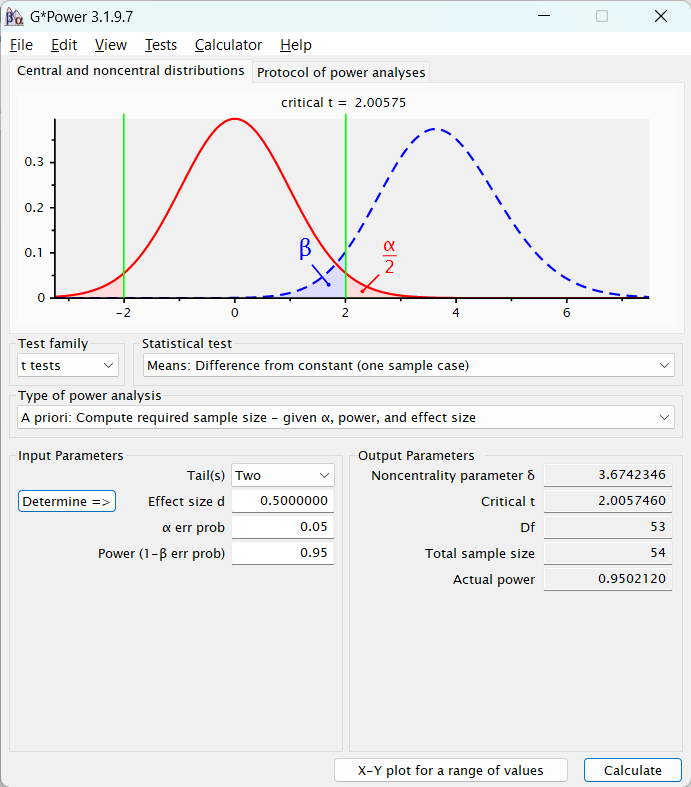 G*Power 3.1.9.7
File Edit View Tests Calculator Help
Central and noncentral distributions Protocol of power analyses
critical t = 2.00575
0.3
0.2
0.1
0
β
α
2
-2 0 2 4 6
Test family Statistical test
t tests Means: Difference from constant (one sample case)
Type of power analysis
A priori: Compute required sample size - given α, power, and effect size
Input Parameters Output Parameters
Tail(s) Two Noncentrality parameter δ 3.6742346
Determine => Effect size d 0.5000000 Critical t 2.0057460
α err prob 0.05 Df 53
Power (1-β err prob) 0.95 Total sample size 54
Actual power 0.9502120
X-Y plot for a range of values Calculate